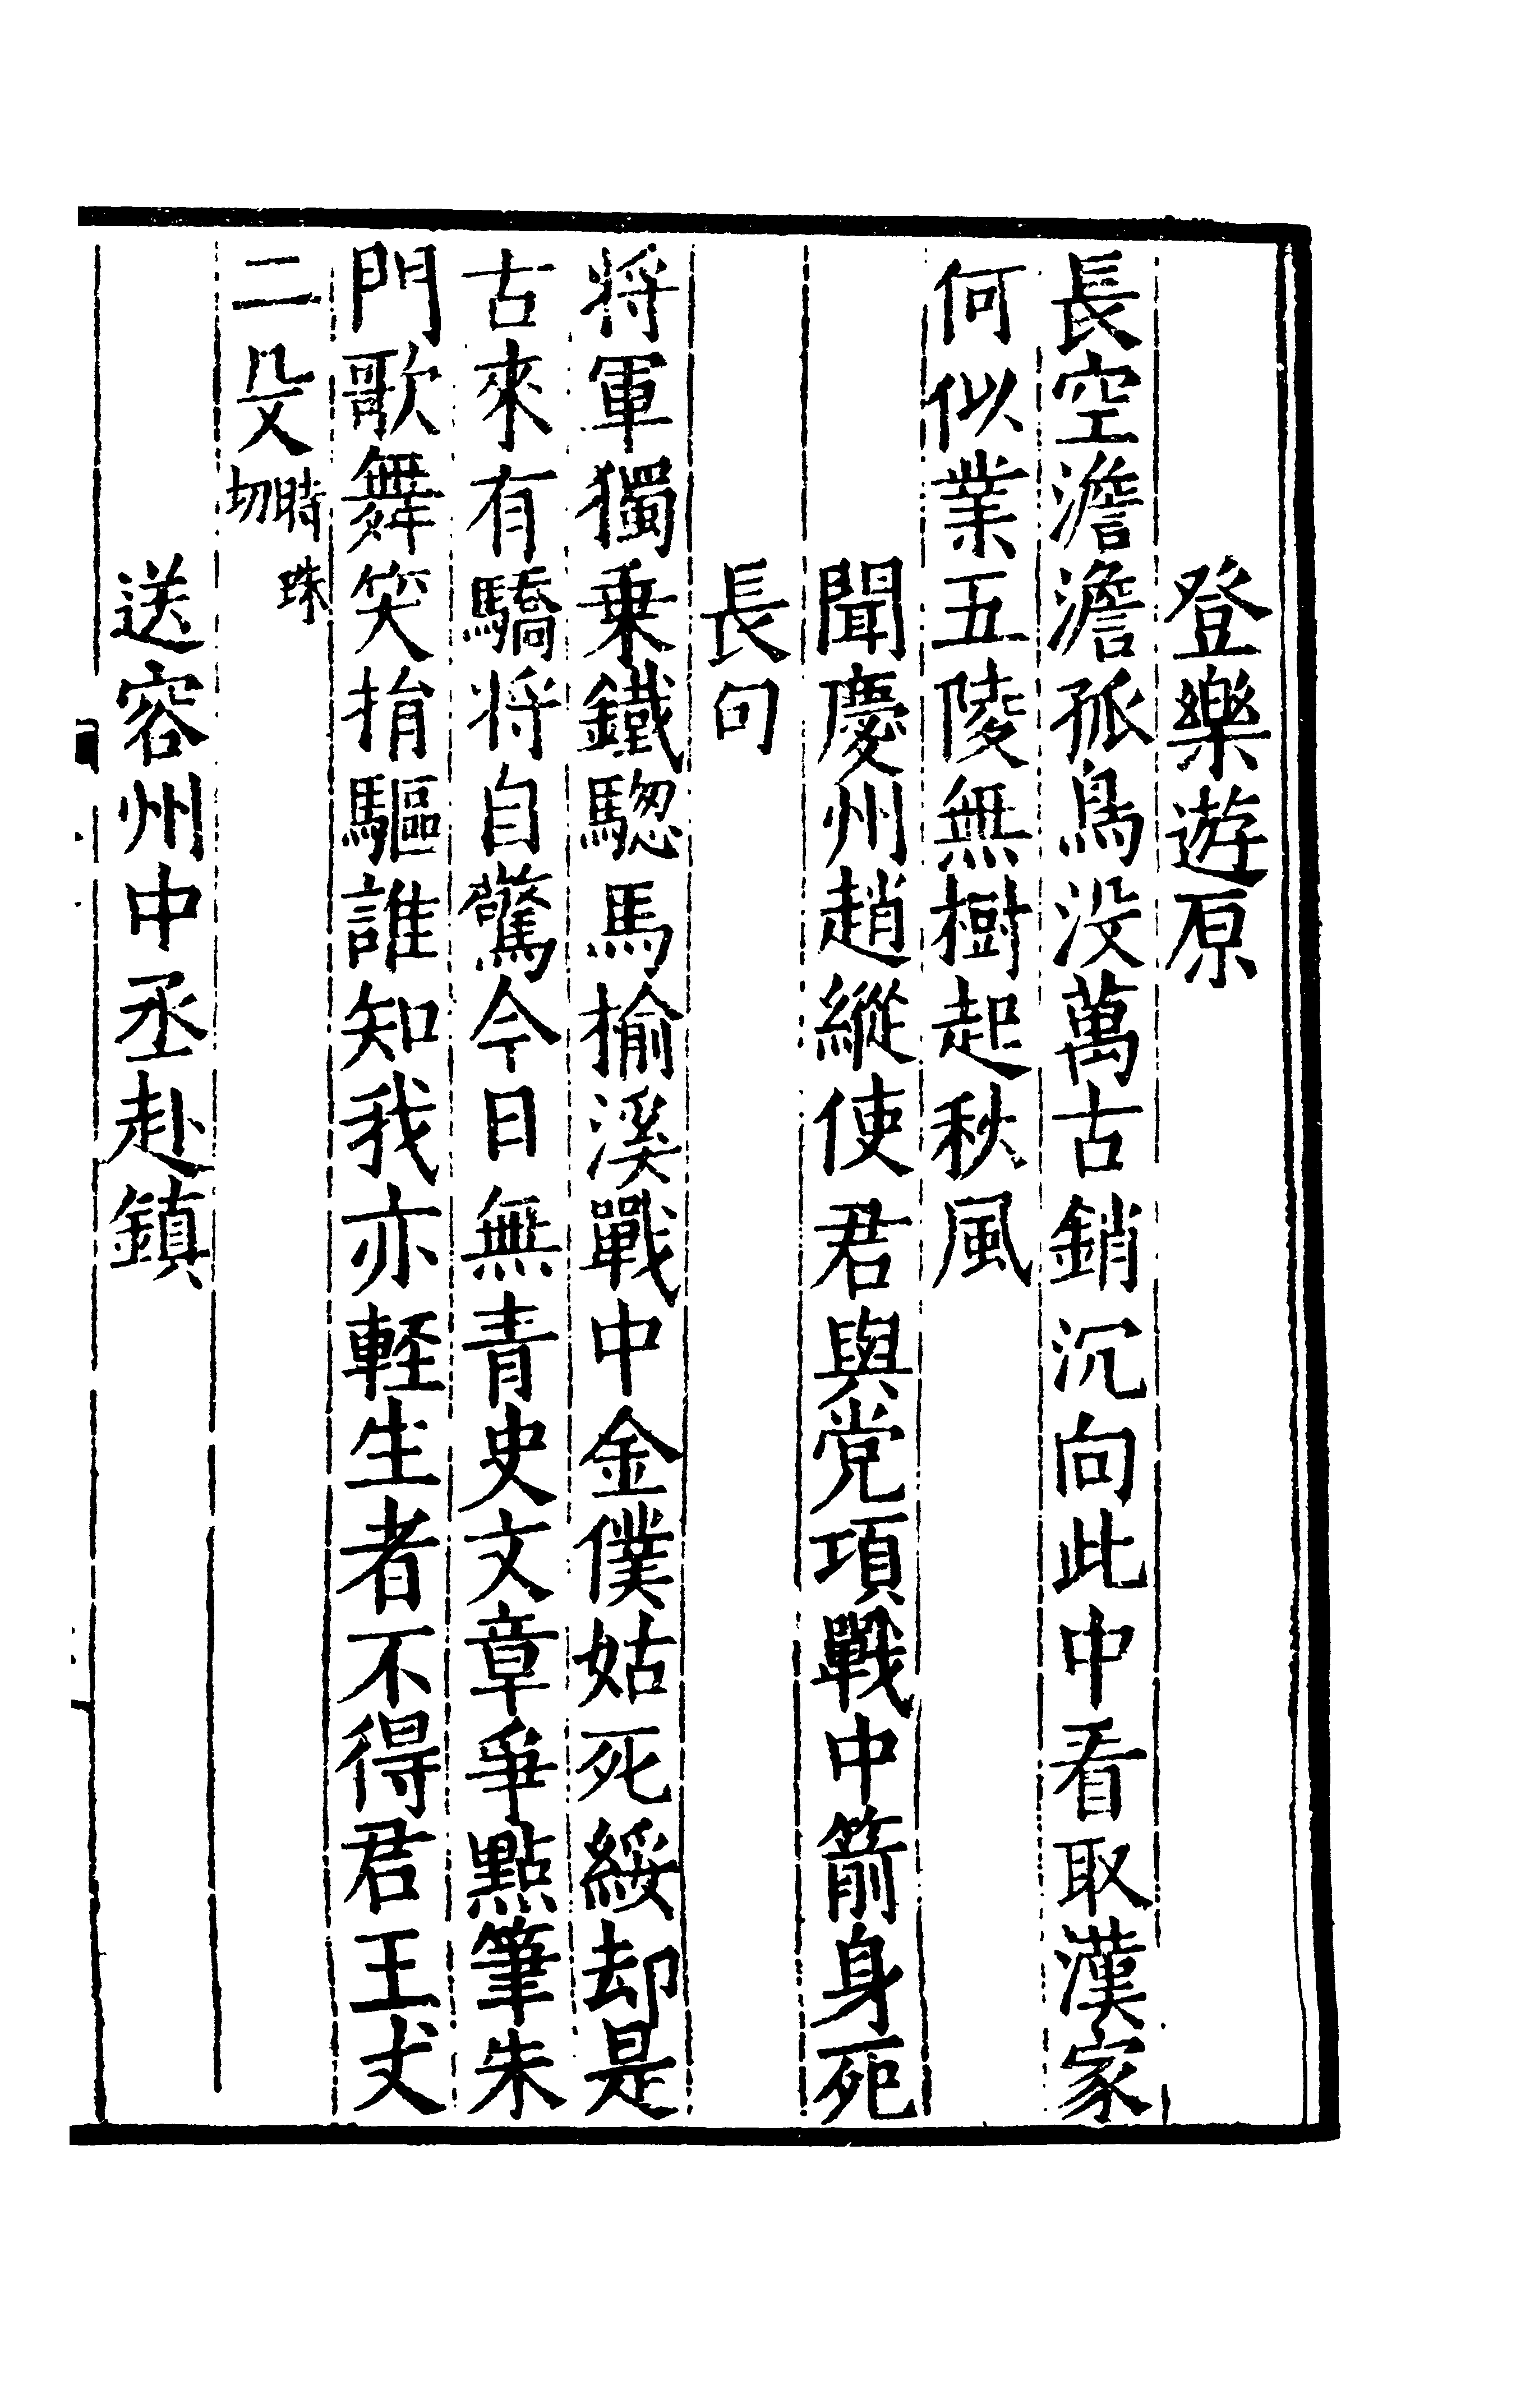 登樂遊原
長空澹澹孤鳥没萬古銷沉向此中看取漢家
何似業五陵無樹起秋風
聞慶州趙縱使君與党項戰中箭身死
長句
将軍獨乗鐵驄馬榆溪戰中金僕姑死綏却是
古來有驕将自驚今日無青史文章爭點筆朱
門歌舞笑捐驅誰知我亦軽生者不得君王丈
二殳時珠切
送容州中丞赴鎮